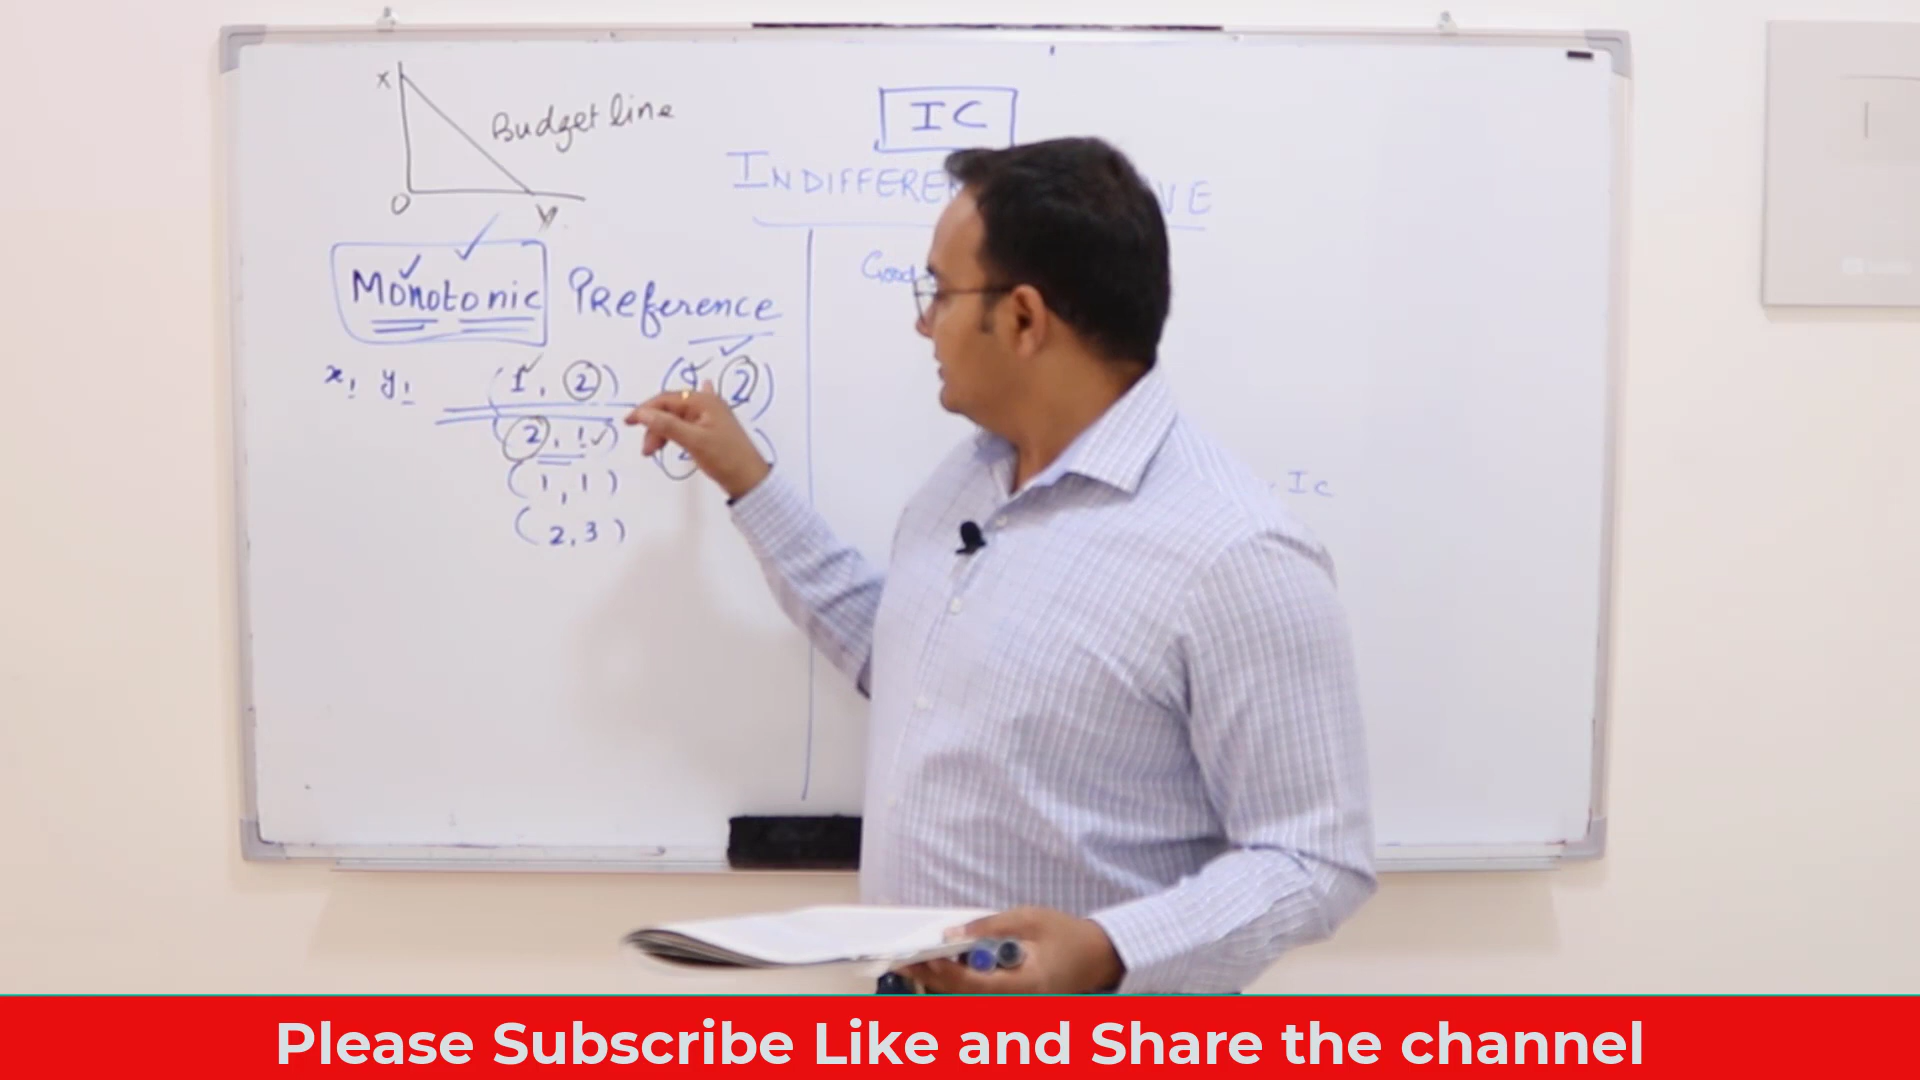 X
Budget line
O
Y
IC
Monotonic Preference
x1 y1 (1, 2)
(2, 1)
(1, 1)
(2, 3)
Good
Ic
Please Subscribe Like and Share the channel